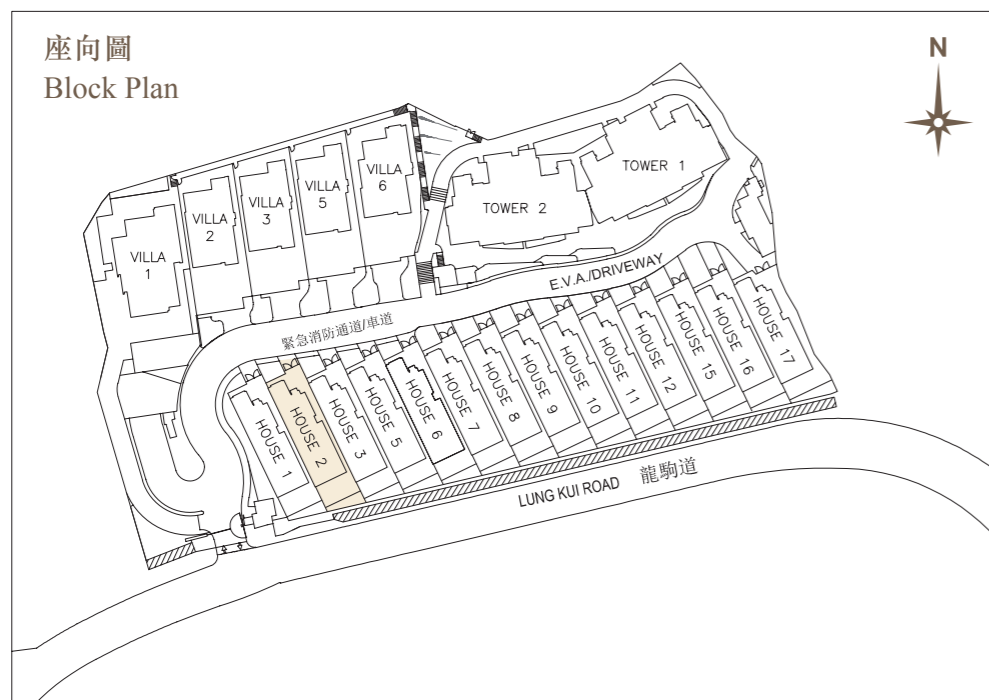 座向圖
Block Plan
N
VILLA
1
VILLA
2
VILLA
3
VILLA
5
VILLA
6
TOWER 2
TOWER 1
E.V.A./DRIVEWAY
緊急消防通道/車道
HOUSE 1
HOUSE 2
HOUSE 3
HOUSE 5
HOUSE 6
HOUSE 7
HOUSE 8
HOUSE 9
HOUSE 10
HOUSE 11
HOUSE 12
HOUSE 15
HOUSE 16
HOUSE 17
LUNG KUI ROAD 龍駒道